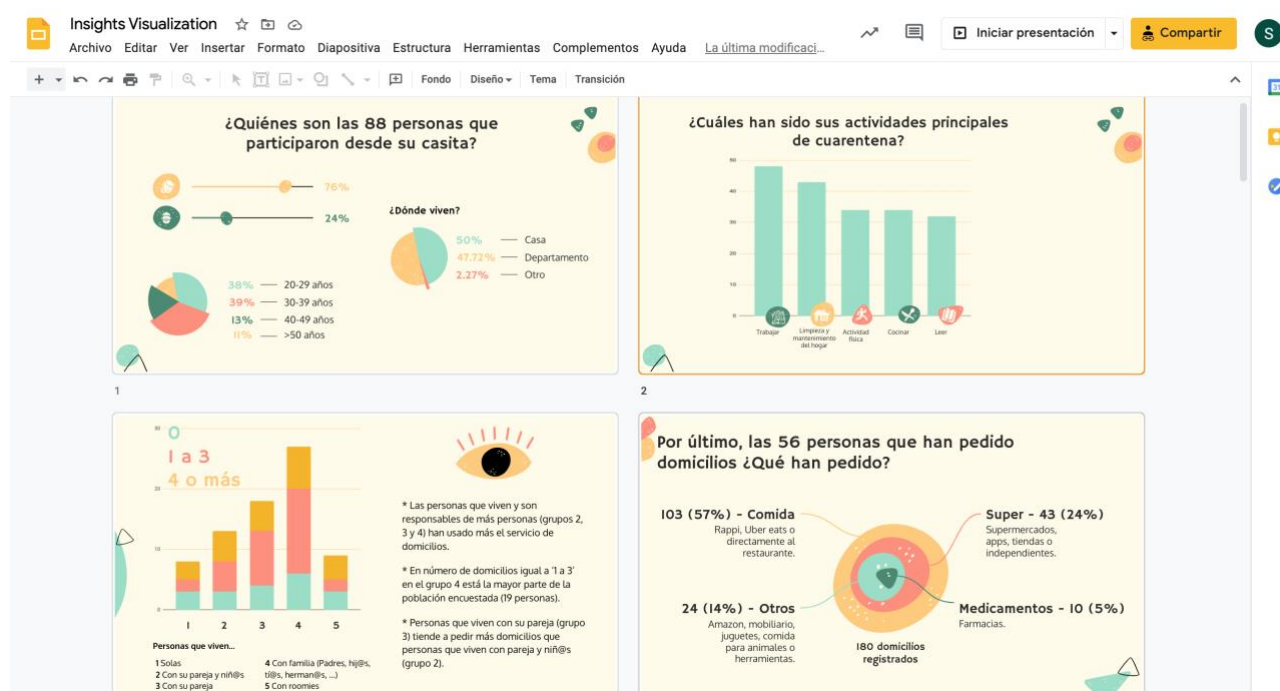 Insights Visualization
Archivo Editar Ver Insertar Formato Diapositiva Estructura Herramientas Complementos Ayuda La última modificaci...
Iniciar presentación
Compartir
S
Fondo Diseño Tema Transición
31
¿Quiénes son las 88 personas que
participaron desde su casita?
76%
24%
¿Dónde viven?
50% Casa
47.72% Departamento
2.27% Otro
38% 20-29 años
39% 30-39 años
13% 40-49 años
11% >50 años
1
¿Cuáles han sido sus actividades principales
de cuarentena?
50
40
30
20
10
0
Trabajar
Limpieza y
mantenimiento
del hogar
Actividad
física
Cocinar
Leer
2
30
20
10
0
0
1 a 3
4 o más
1 2 3 4 5
Personas que viven...
1 Solas
2 Con su pareja y niñ@s
3 Con su pareja
4 Con familia (Padres, hij@s,
tí@s, herman@s, ...)
5 Con roomies
* Las personas que viven y son
responsables de más personas (grupos 2,
3 y 4) han usado más el servicio de
domicilios.
* En número de domicilios igual a '1 a 3'
en el grupo 4 está la mayor parte de la
población encuestada (19 personas).
* Personas que viven con su pareja (grupo
3) tiende a pedir más domicilios que
personas que viven con pareja y niñ@s
(grupo 2).
Por último, las 56 personas que han pedido
domicilios ¿Qué han pedido?
103 (57%) - Comida
Rappi, Uber eats o
directamente al
restaurante.
Super - 43 (24%)
Supermercados,
apps, tiendas o
independientes.
24 (14%) - Otros
Amazon, mobiliario,
juguetes, comida
para animales o
herramientas.
Medicamentos - 10 (5%)
Farmacias.
180 domicilios
registrados